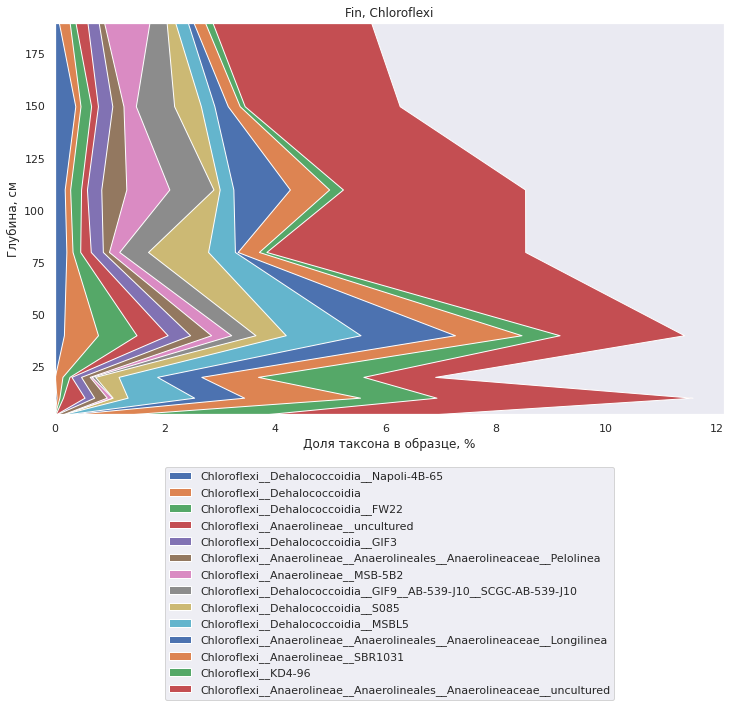 Fin, Chloroflexi
175
150
125
100
75
50
25
Глубина, см
0 2 4 6 8 10 12
Доля таксона в образце, %
Chloroflexi__Dehalococcoidia__Napoli-4B-65
Chloroflexi__Dehalococcoidia
Chloroflexi__Dehalococcoidia__FW22
Chloroflexi__Anaerolineae__uncultured
Chloroflexi__Dehalococcoidia__GIF3
Chloroflexi__Anaerolineae__Anaerolineales__Anaerolineaceae__Pelolinea
Chloroflexi__Anaerolineae__MSB-5B2
Chloroflexi__Dehalococcoidia__GIF9__AB-539-J10__SCGC-AB-539-J10
Chloroflexi__Dehalococcoidia__S085
Chloroflexi__Dehalococcoidia__MSBL5
Chloroflexi__Anaerolineae__Anaerolineales__Anaerolineaceae__Longilinea
Chloroflexi__Anaerolineae__SBR1031
Chloroflexi__KD4-96
Chloroflexi__Anaerolineae__Anaerolineales__Anaerolineaceae__uncultured